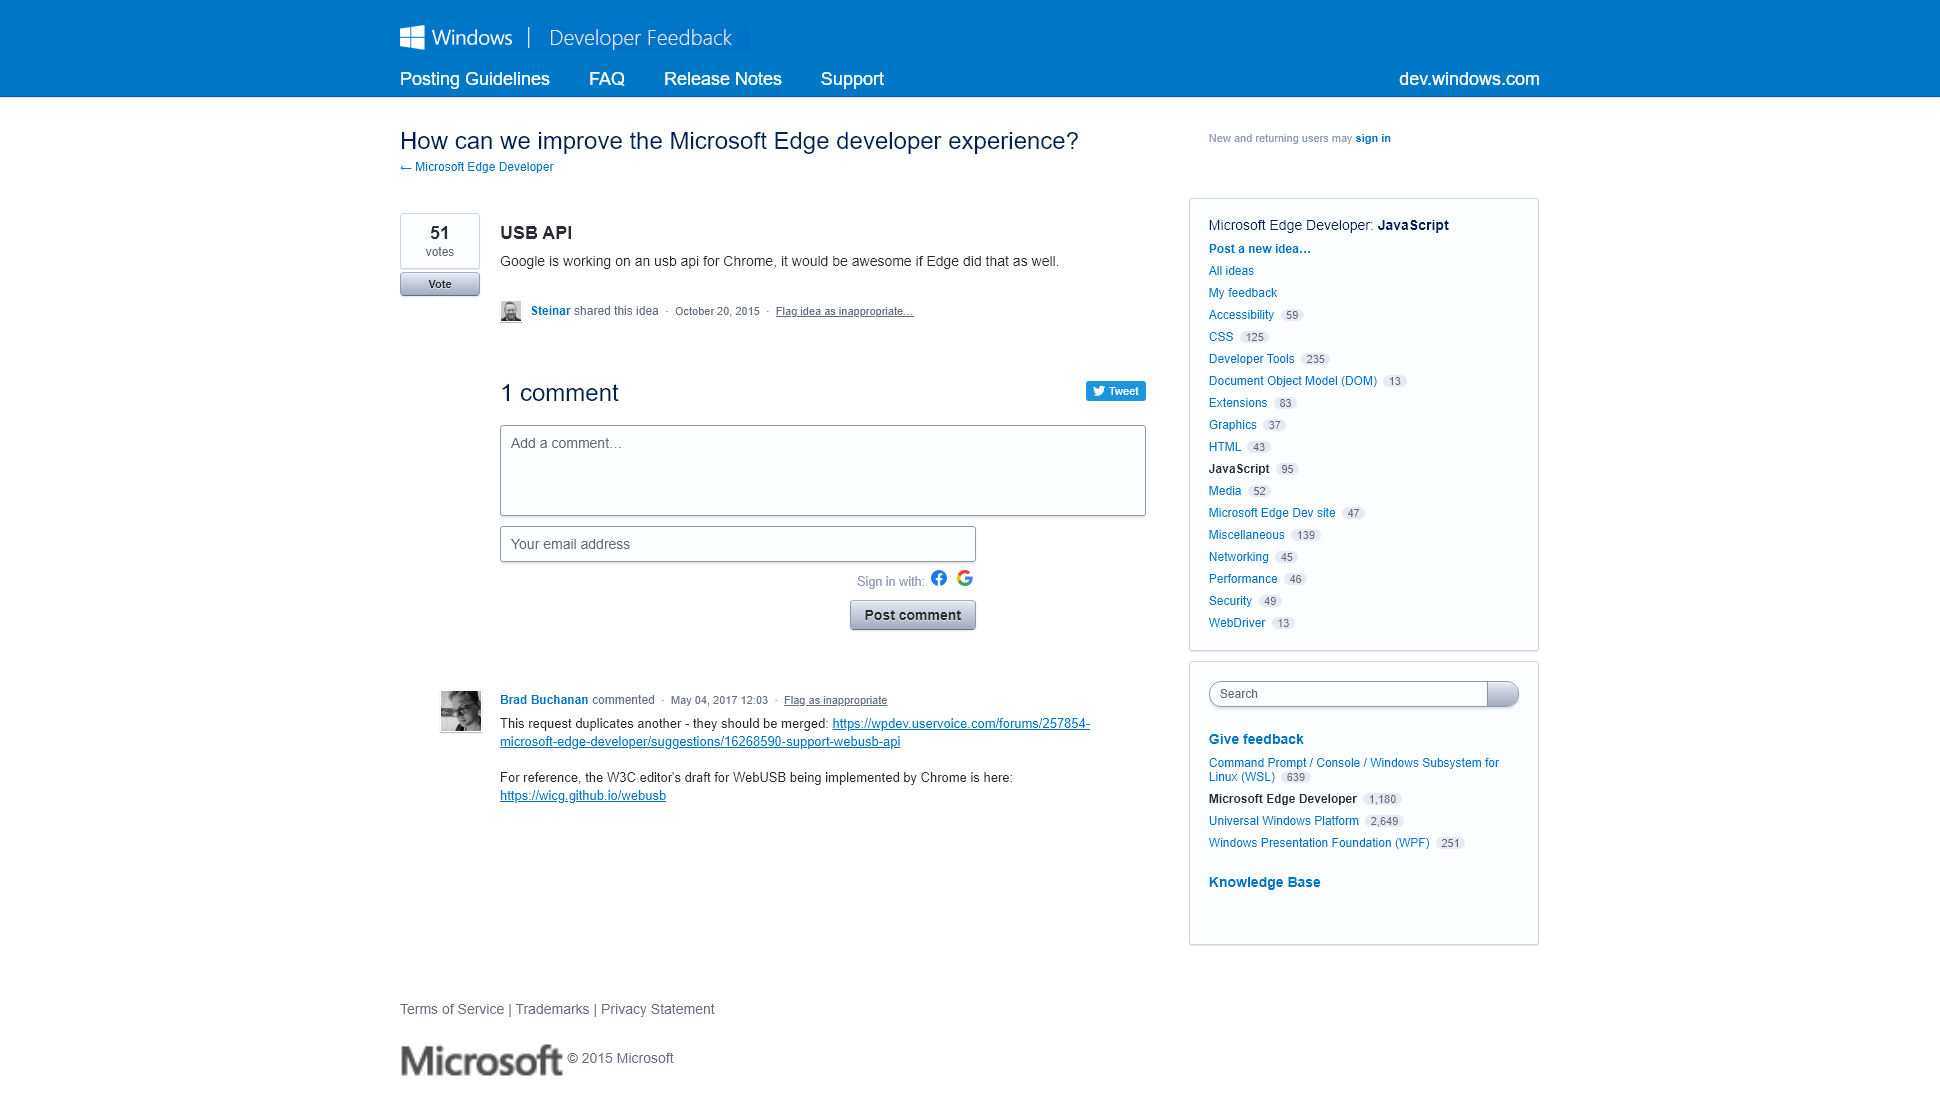 Windows | Developer Feedback
Posting Guidelines FAQ Release Notes Support dev.windows.com
How can we improve the Microsoft Edge developer experience?
← Microsoft Edge Developer
New and returning users may sign in
51
votes
Vote
USB API
Google is working on an usb api for Chrome, it would be awesome if Edge did that as well.
Steinar shared this idea · October 20, 2015 · Flag idea as inappropriate…
1 comment
Tweet
Add a comment…
Your email address
Sign in with:
Post comment
Brad Buchanan commented · May 04, 2017 12:03 · Flag as inappropriate
This request duplicates another - they should be merged: https://wpdev.uservoice.com/forums/257854-
microsoft-edge-developer/suggestions/16268590-support-webusb-api
For reference, the W3C editor's draft for WebUSB being implemented by Chrome is here:
https://wicg.github.io/webusb
Microsoft Edge Developer: JavaScript
Post a new idea…
All ideas
My feedback
Accessibility 59
CSS 125
Developer Tools 235
Document Object Model (DOM) 13
Extensions 83
Graphics 37
HTML 43
JavaScript 95
Media 52
Microsoft Edge Dev site 47
Miscellaneous 139
Networking 45
Performance 46
Security 49
WebDriver 13
Search
Give feedback
Command Prompt / Console / Windows Subsystem for
Linux (WSL) 639
Microsoft Edge Developer 1,180
Universal Windows Platform 2,649
Windows Presentation Foundation (WPF) 251
Knowledge Base
Terms of Service | Trademarks | Privacy Statement
Microsoft © 2015 Microsoft